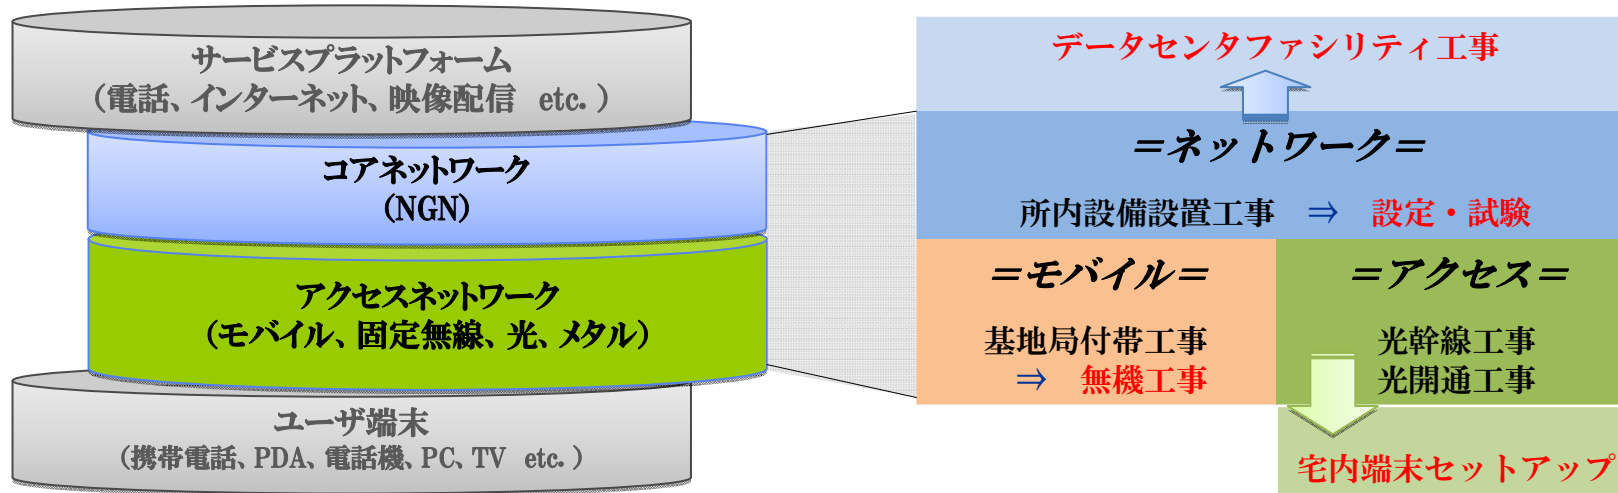 サービスプラットフォーム
(電話、インターネット、映像配信 etc.)
コアネットワーク
(NGN)
アクセスネットワーク
(モバイル、固定無線、光、メタル)
ユーザ端末
(携帯電話、PDA、電話機、PC、TV etc.)
データセンタファシリティ工事
=ネットワーク=
所内設備設置工事 ⇒ 設定・試験
=モバイル=
基地局付帯工事
⇒ 無機工事
=アクセス=
光幹線工事
光開通工事
宅内端末セットアップ